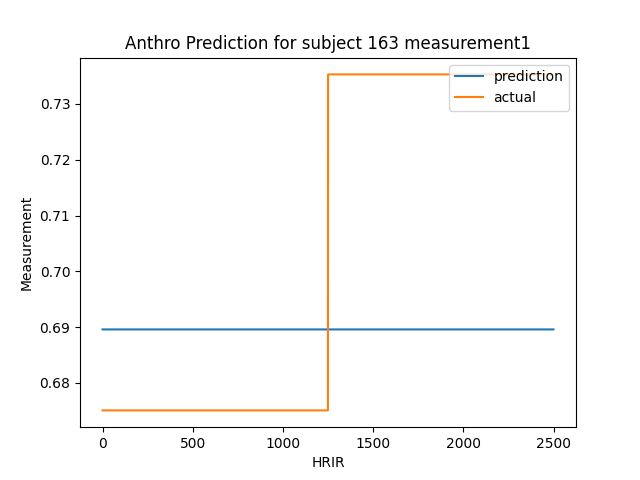 Anthro Prediction for subject 163 measurement1
prediction
actual
0.73
0.72
0.71
0.70
0.69
0.68
Measurement
0
500
1000
1500
2000
2500
HRIR